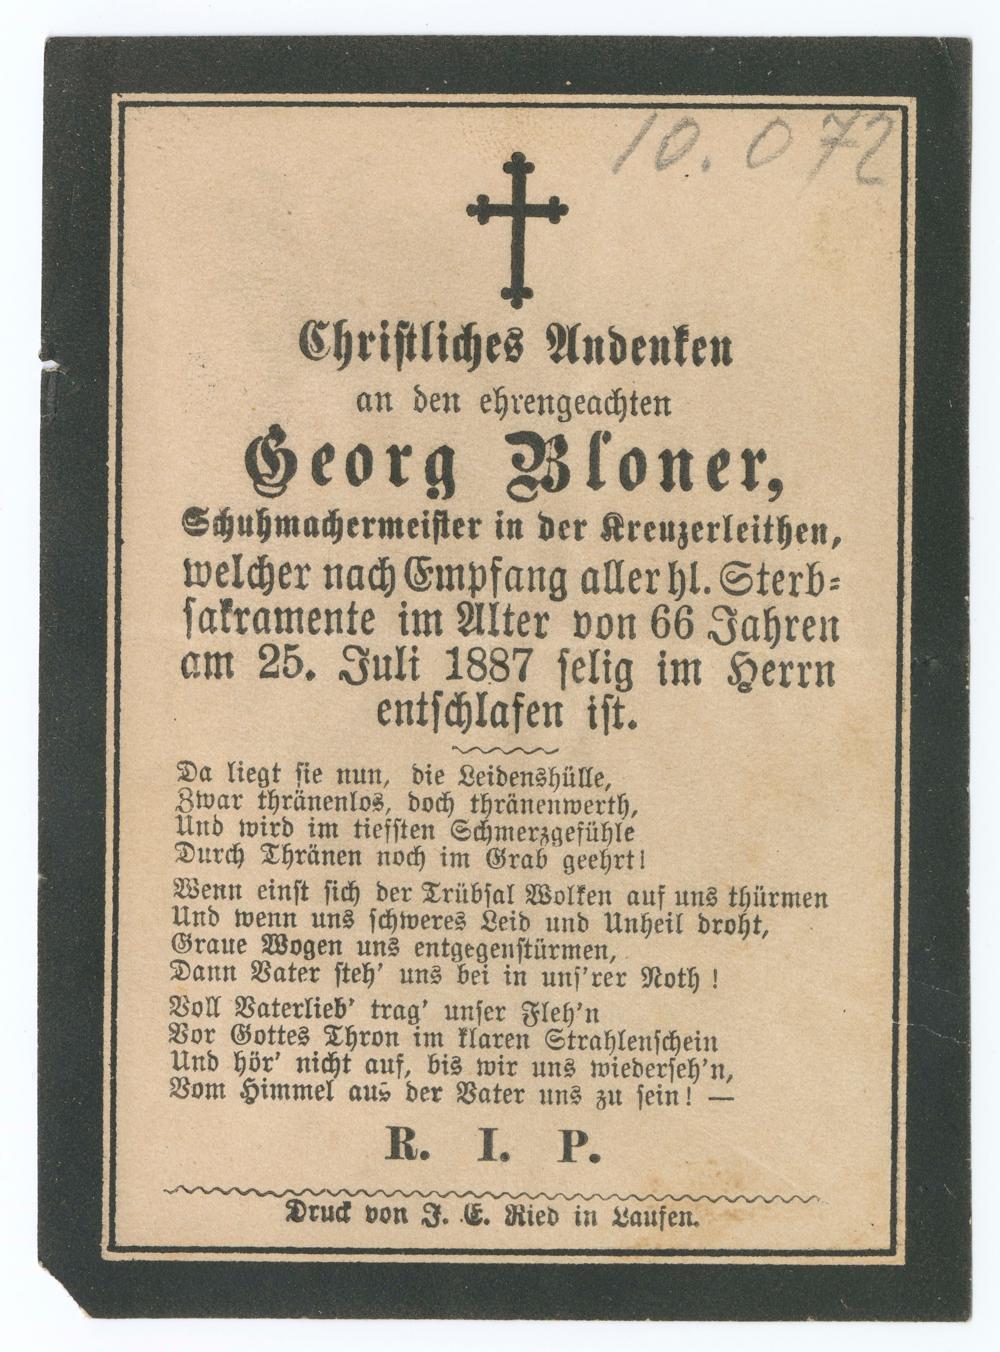 10.072
Christliches Andenken
an den ehrengeachten
Georg Bloner,
Schuhmachermeister in der Kreuzerleithen,
welcher nach Empfang aller hl. Sterb=
sakramente im Alter von 66 Jahren
am 25. Juli 1887 selig im Herrn
entschlafen ist.
Da liegt sie nun, die Leidenshülle,
Zwar thränenlos, doch thränenwerth,
Und wird im tiefsten Schmerzgefühle
Durch Thränen noch im Grab geehrt!
Wenn einst sich der Trübsal Wolken auf uns thürmen
Und wenn uns schweres Leid und Unheil droht,
Graue Wogen uns entgegenstürmen,
Dann Vater steh' uns bei in uns'rer Noth!
Voll Vaterlieb' trag' unser Fleh'n
Vor Gottes Thron im klaren Strahlenschein
Und hör' nicht auf, bis wir uns wiederseh'n,
Vom Himmel aus der Vater uns zu sein! —
R. I. P.
Druck von J. E. Ried in Laufen.